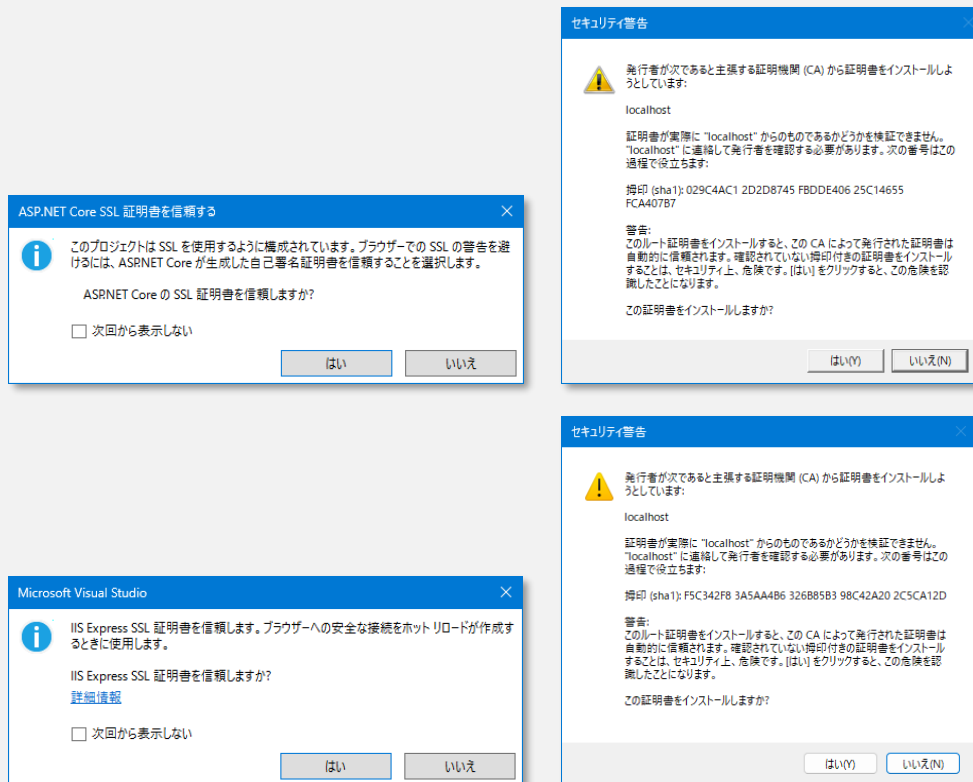 セキュリティ警告
発行者が次であると主張する証明機関 (CA) から証明書をインストールしよ
うとしています:
localhost
証明書が実際に "localhost" からのものであるかどうかを検証できません。
"localhost" に連絡して発行者を確認する必要があります。次の番号はこの
過程で役立ちます:
拇印 (sha1): 029C4AC1 2D2D8745 FBDDE406 25C14655
FCA407B7
警告:
このルート証明書をインストールすると、この CA によって発行された証明書は
自動的に信頼されます。確認されていない拇印付きの証明書をインストール
することは、セキュリティ上、危険です。[はい] をクリックすると、この危険を認
識したことになります。
この証明書をインストールしますか?
はい(Y)
いいえ(N)
ASP.NET Core SSL 証明書を信頼する
このプロジェクトは SSL を使用するように構成されています。ブラウザーでの SSL の警告を避
けるには、ASP.NET Core が生成した自己署名証明書を信頼することを選択します。
ASP.NET Core の SSL 証明書を信頼しますか?
次回から表示しない
はい
いいえ
セキュリティ警告
発行者が次であると主張する証明機関 (CA) から証明書をインストールしよ
うとしています:
localhost
証明書が実際に "localhost" からのものであるかどうかを検証できません。
"localhost" に連絡して発行者を確認する必要があります。次の番号はこの
過程で役立ちます:
拇印 (sha1): F5C342F8 3A5AA4B6 326B85B3 98C42A20 2C5CA12D
警告:
このルート証明書をインストールすると、この CA によって発行された証明書は
自動的に信頼されます。確認されていない拇印付きの証明書をインストール
することは、セキュリティ上、危険です。[はい] をクリックすると、この危険を認
識したことになります。
この証明書をインストールしますか?
はい(Y)
いいえ(N)
Microsoft Visual Studio
IIS Express SSL 証明書を信頼します。ブラウザーへの安全な接続をホット リロードが作成す
るときに使用します。
IIS Express SSL 証明書を信頼しますか?
詳細情報
次回から表示しない
はい
いいえ